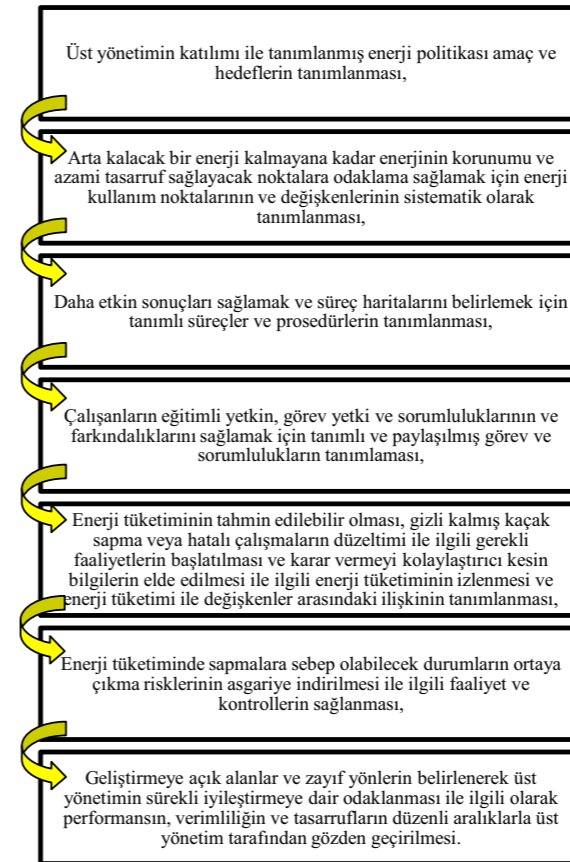 Üst yönetimin katılımı ile tanımlanmış enerji politikası amaç ve
hedeflerin tanımlanması,
Arta kalacak bir enerji kalmayana kadar enerjinin korunumu ve
azami tasarruf sağlayacak noktalara odaklama sağlamak için enerji
kullanım noktalarının ve değişkenlerinin sistematik olarak
tanımlanması,
Daha etkin sonuçları sağlamak ve süreç haritalarını belirlemek için
tanımlı süreçler ve prosedürlerin tanımlanması,
Çalışanların eğitimli yetkin, görev yetki ve sorumluluklarının ve
farkındalıklarını sağlamak için tanımlı ve paylaşılmış görev ve
sorumlulukların tanımlaması,
Enerji tüketiminin tahmin edilebilir olması, gizli kalmış kaçak
sapma veya hatalı çalışmaların düzeltimi ile ilgili gerekli
faaliyetlerin başlatılması ve karar vermeyi kolaylaştırıcı kesin
bilgilerin elde edilmesi ile ilgili enerji tüketiminin izlenmesi ve
enerji tüketimi ile değişkenler arasındaki ilişkinin tanımlanması,
Enerji tüketiminde sapmalara sebep olabilecek durumların ortaya
çıkma risklerinin asgariye indirilmesi ile ilgili faaliyet ve
kontrollerin sağlanması,
Geliştirmeye açık alanlar ve zayıf yönlerin belirlenerek üst
yönetimin sürekli iyileştirmeye dair odaklanması ile ilgili olarak
performansın, verimliliğin ve tasarrufların düzenli aralıklarla üst
yönetim tarafından gözden geçirilmesi.